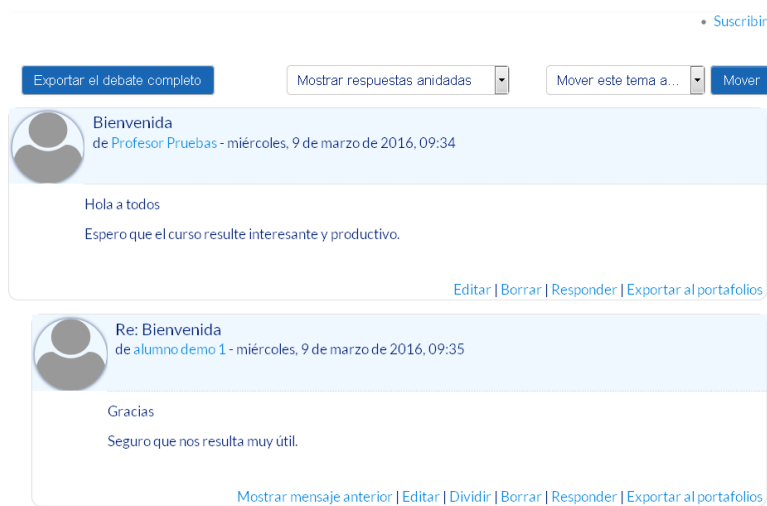 Suscribir
Exportar el debate completo Mostrar respuestas anidadas Mover este tema a... Mover
Bienvenida
de Profesor Pruebas - miércoles, 9 de marzo de 2016, 09:34
Hola a todos
Espero que el curso resulte interesante y productivo.
Editar | Borrar | Responder | Exportar al portafolios
Re: Bienvenida
de alumno demo 1 - miércoles, 9 de marzo de 2016, 09:35
Gracias
Seguro que nos resulta muy útil.
Mostrar mensaje anterior | Editar | Dividir | Borrar | Responder | Exportar al portafolios